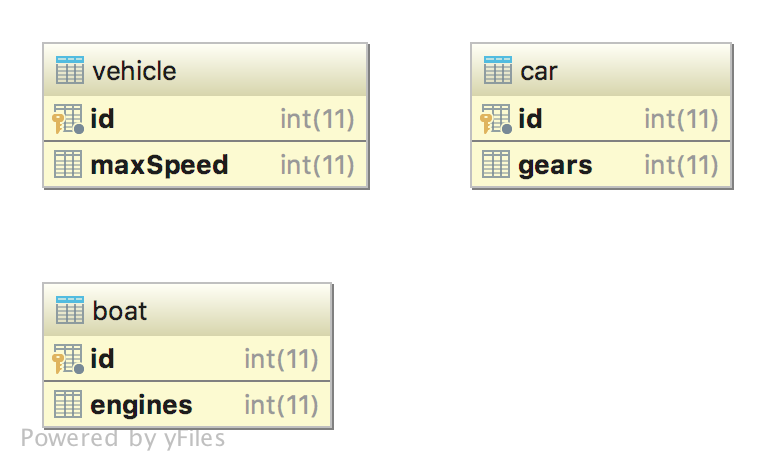 vehicle
id int(11)
maxSpeed int(11)
car
id int(11)
gears int(11)
boat
id int(11)
engines int(11)
Powered by yFiles